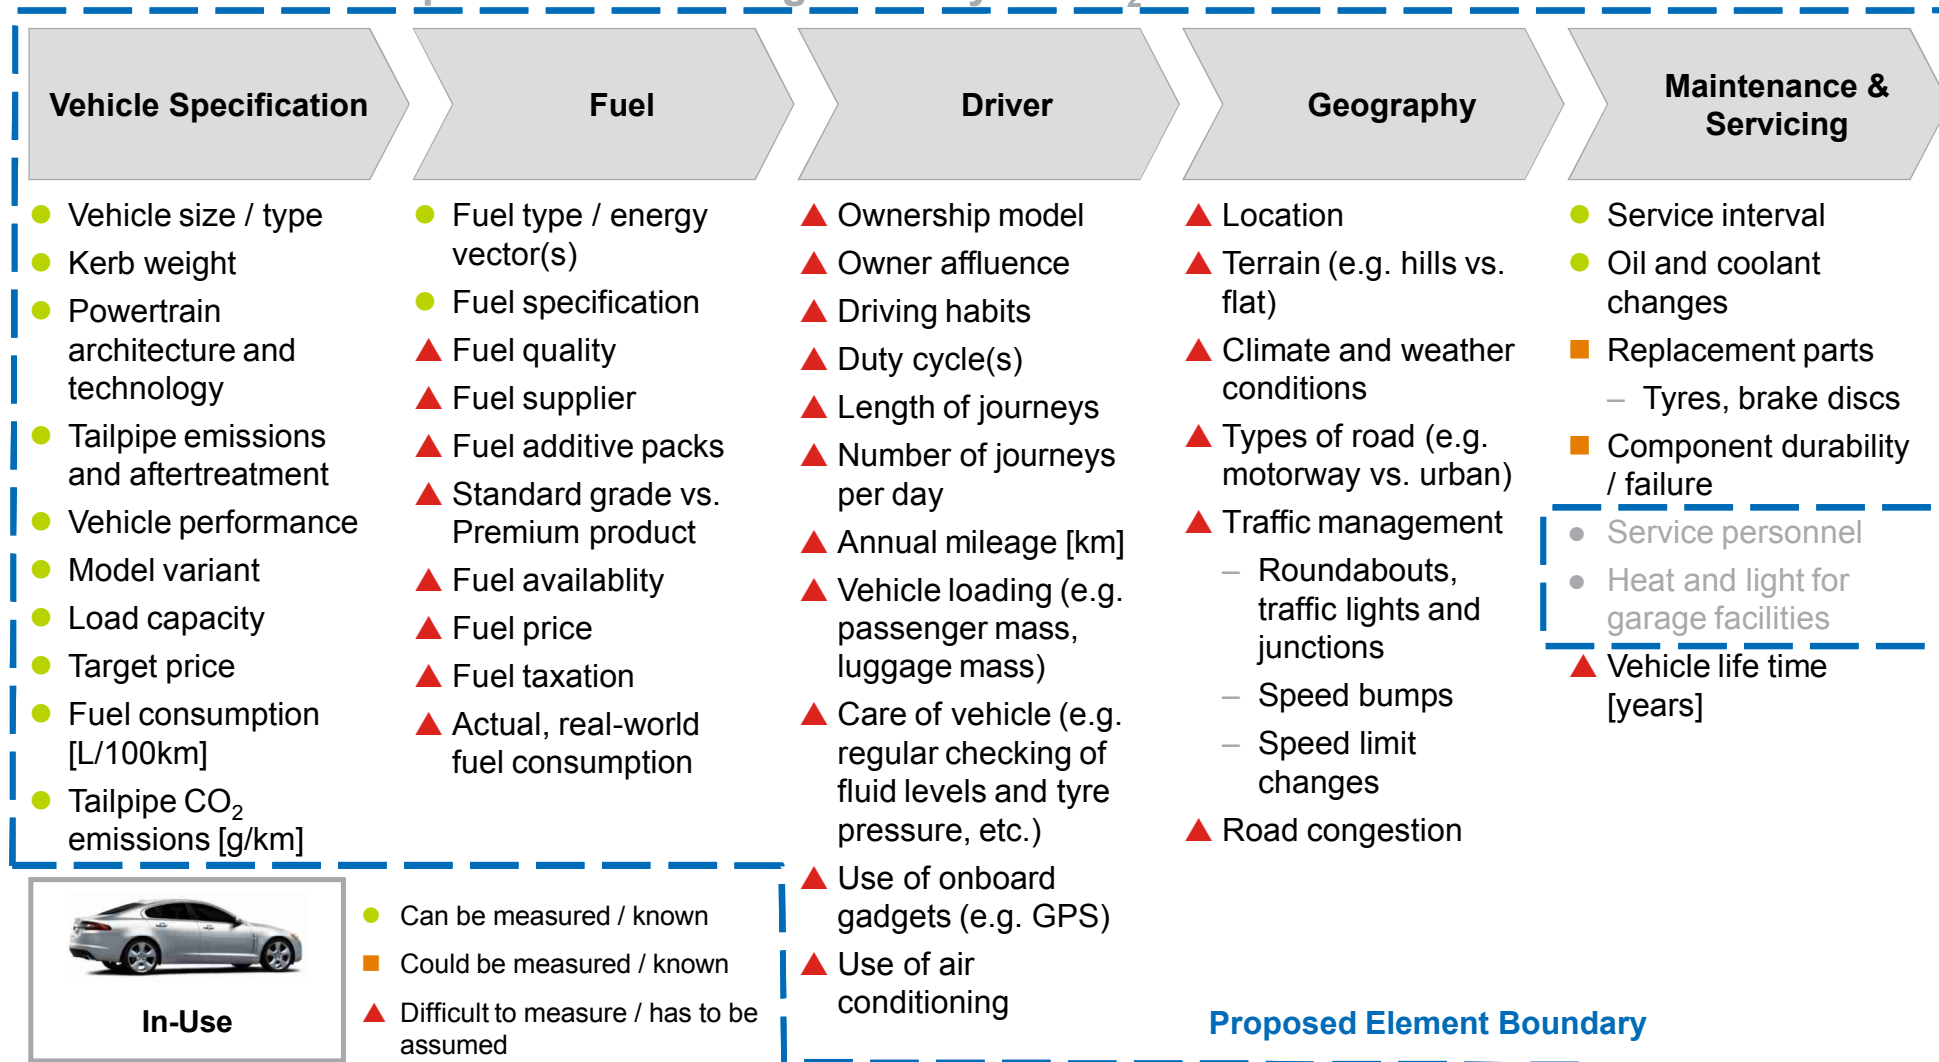 Vehicle Specification
Fuel
Driver
Geography
Maintenance &
Servicing
Vehicle size / type
Kerb weight
Powertrain
architecture and
technology
Tailpipe emissions
and aftertreatment
Vehicle performance
Model variant
Load capacity
Target price
Fuel consumption
[L/100km]
Tailpipe CO2
emissions [g/km]
Fuel type / energy
vector(s)
Fuel specification
Fuel quality
Fuel supplier
Fuel additive packs
Standard grade vs.
Premium product
Fuel availablity
Fuel price
Fuel taxation
Actual, real-world
fuel consumption
Ownership model
Owner affluence
Driving habits
Duty cycle(s)
Length of journeys
Number of journeys
per day
Annual mileage [km]
Vehicle loading (e.g.
passenger mass,
luggage mass)
Care of vehicle (e.g.
regular checking of
fluid levels and tyre
pressure, etc.)
Use of onboard
gadgets (e.g. GPS)
Use of air
conditioning
Location
Terrain (e.g. hills vs.
flat)
Climate and weather
conditions
Types of road (e.g.
motorway vs. urban)
Traffic management
– Roundabouts,
traffic lights and
junctions
– Speed bumps
– Speed limit
changes
Road congestion
Service interval
Oil and coolant
changes
Replacement parts
– Tyres, brake discs
Component durability
/ failure
Service personnel
Heat and light for
garage facilities
Vehicle life time
[years]
In-Use
Can be measured / known
Could be measured / known
Difficult to measure / has to be
assumed
Proposed Element Boundary